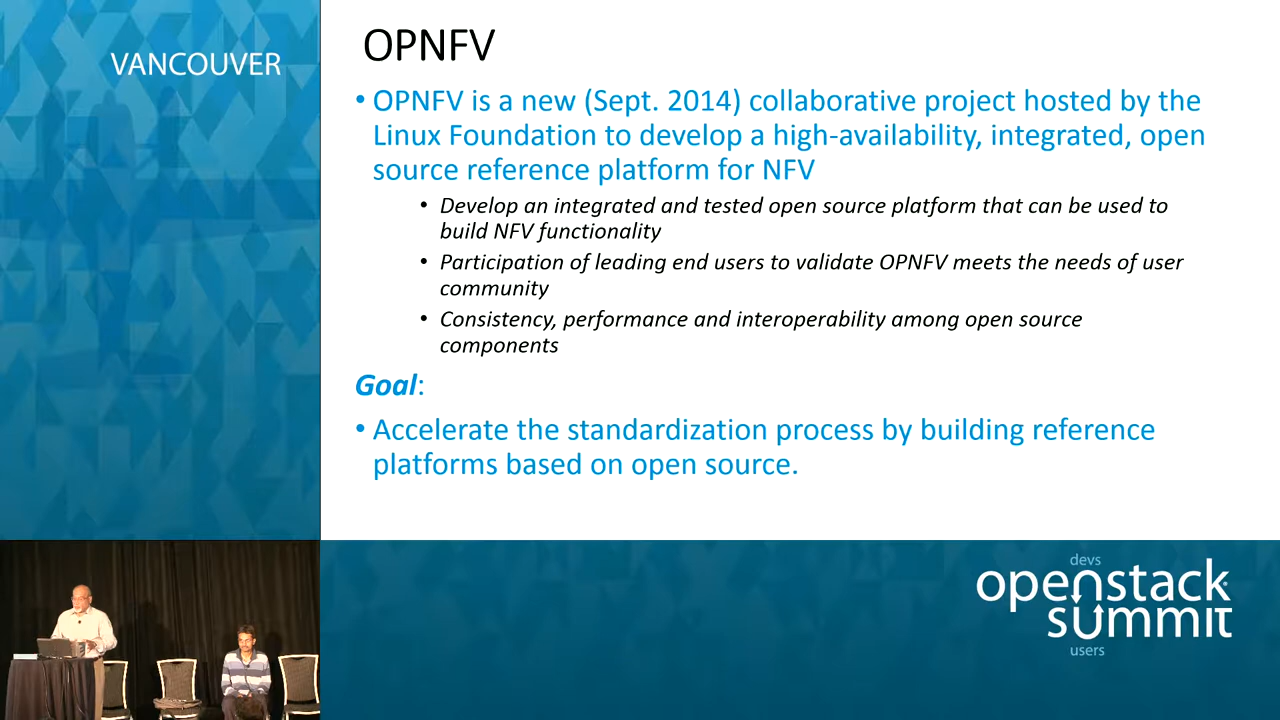 VANCOUVER
OPNFV
• OPNFV is a new (Sept. 2014) collaborative project hosted by the
Linux Foundation to develop a high-availability, integrated, open
source reference platform for NFV
• Develop an integrated and tested open source platform that can be used to
build NFV functionality
• Participation of leading end users to validate OPNFV meets the needs of user
community
• Consistency, performance and interoperability among open source
components
Goal:
• Accelerate the standardization process by building reference
platforms based on open source.
devs
openstack
summit
users